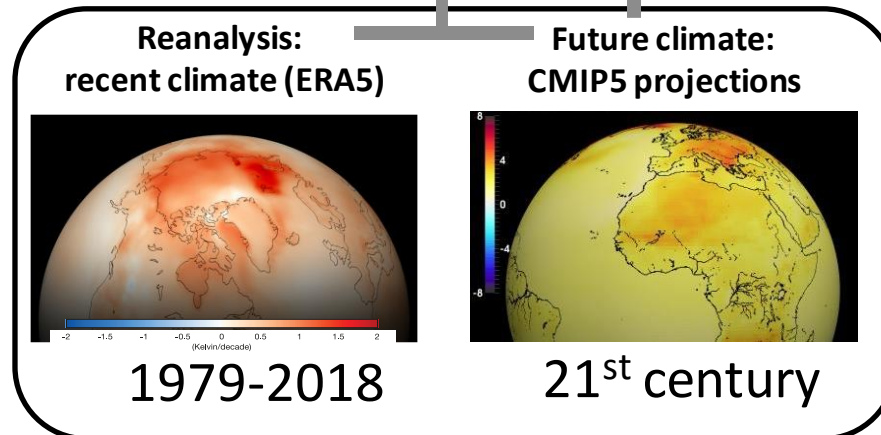 Reanalysis:
recent climate (ERA5)
Future climate:
CMIP5 projections
8
4
0
-4
-8
-2 -1.5 -1 -0.5 0 0.5 1 1.5 2
(Kelvin/decade)
1979-2018
21st century